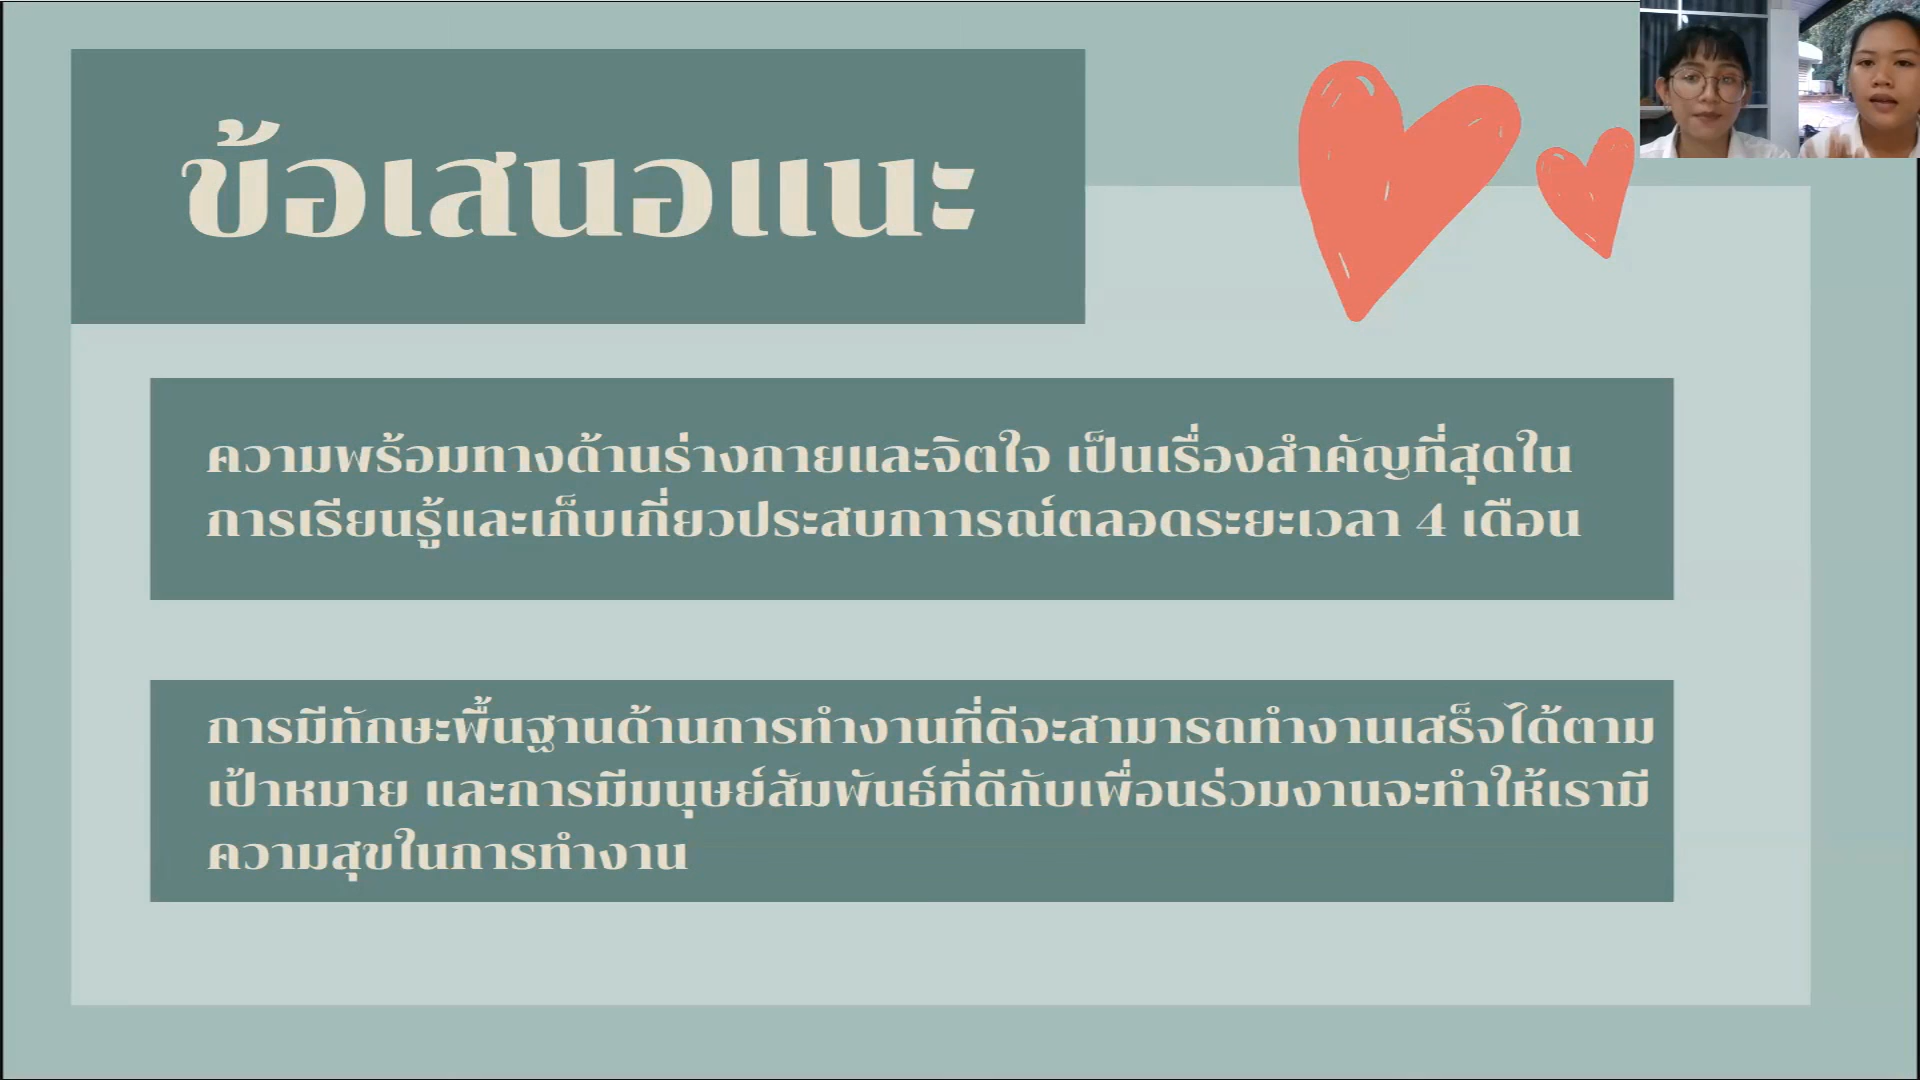 ข้อเสนอแนะ
ความพร้อมทางด้านร่างกายและจิตใจ เป็นเรื่องสำคัญที่สุดใน
การเรียนรู้และเก็บเกี่ยวประสบกาารณ์ตลอดระยะเวลา 4 เดือน
การมีทักษะพื้นฐานด้านการทำงานที่ดีจะสามารถทำงานเสร็จได้ตาม
เป้าหมาย และการมีมนุษย์สัมพันธ์ที่ดีกับเพื่อนร่วมงานจะทำให้เรามี
ความสุขในการทำงาน